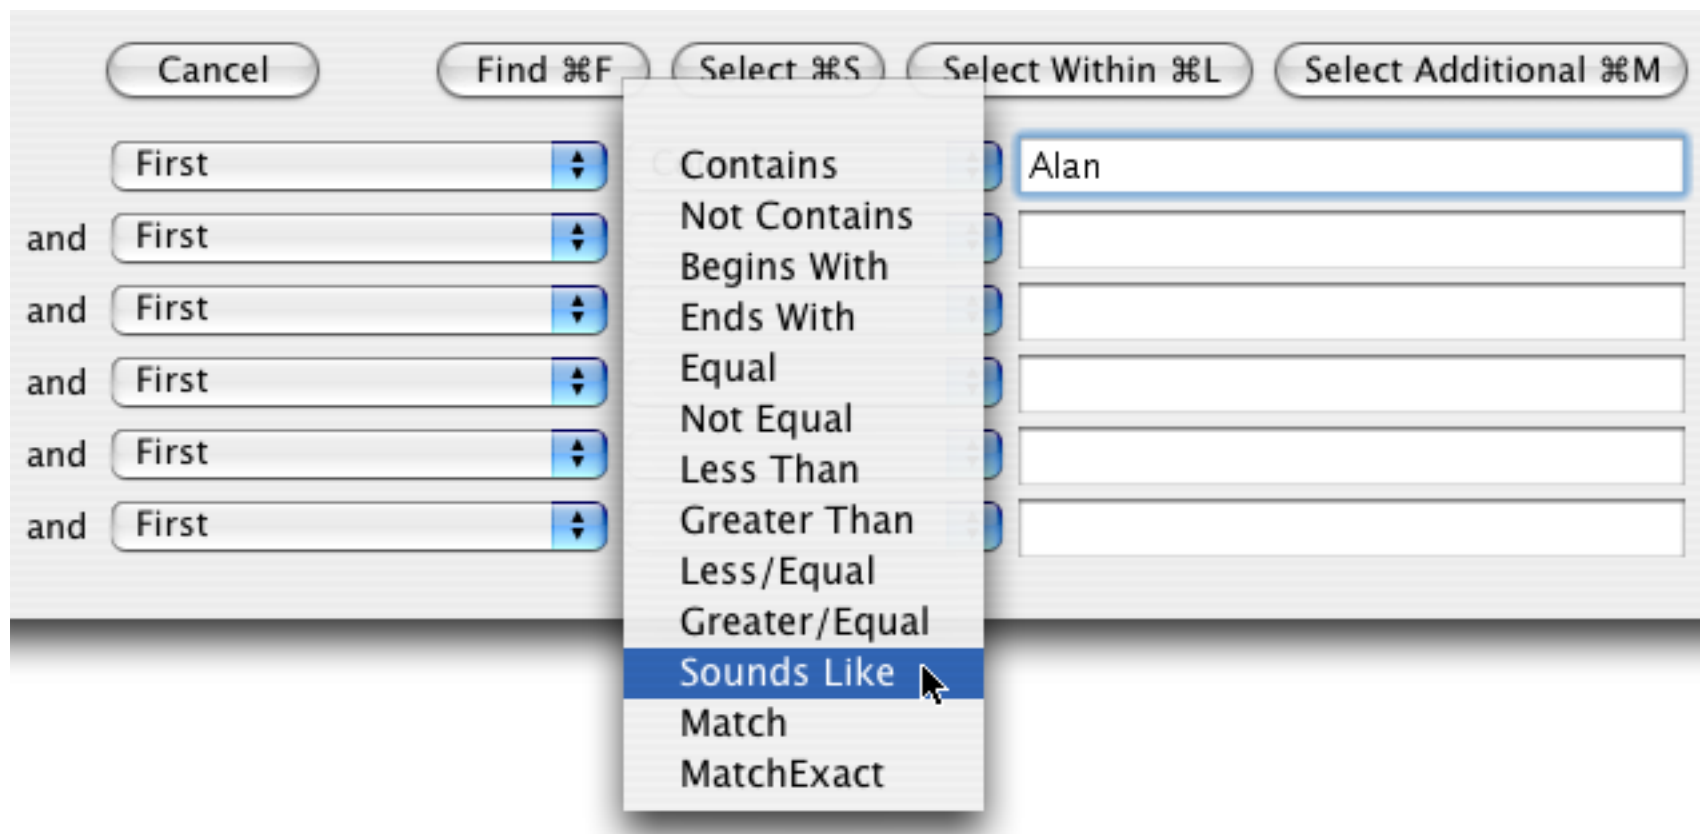 Cancel Find ⌘F Select ⌘S Select Within ⌘L Select Additional ⌘M
First Contains Alan
Not Contains
and First
Begins With
and First Ends With
Equal
and First
Not Equal
and First Less Than
and First Greater Than
Less/Equal
Greater/Equal
Sounds Like
Match
MatchExact